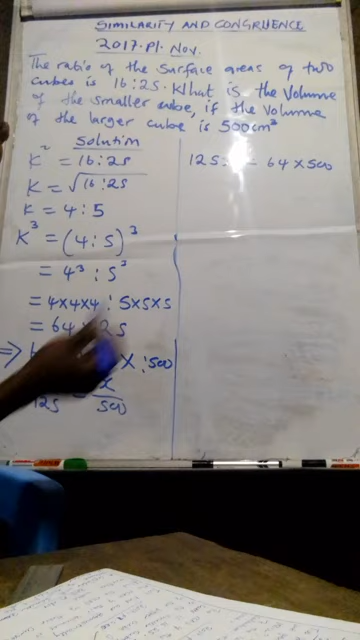 SIMILARITY AND CONGRUENCE
2017.P1.Nov.
The ratio of the surface areas of two
cubes is 16:25. What is the Volume
of the smaller cube, if the Volume
of the larger cube is 500cm³
Solution
K² = 16:25
K = √16:25
K = 4:5
K³ = (4:5)³
= 4³ : 5³
= 4×4×4 : 5×5×5
= 64
⇒
X : 500
125 = x/500
125 = 64 × 500